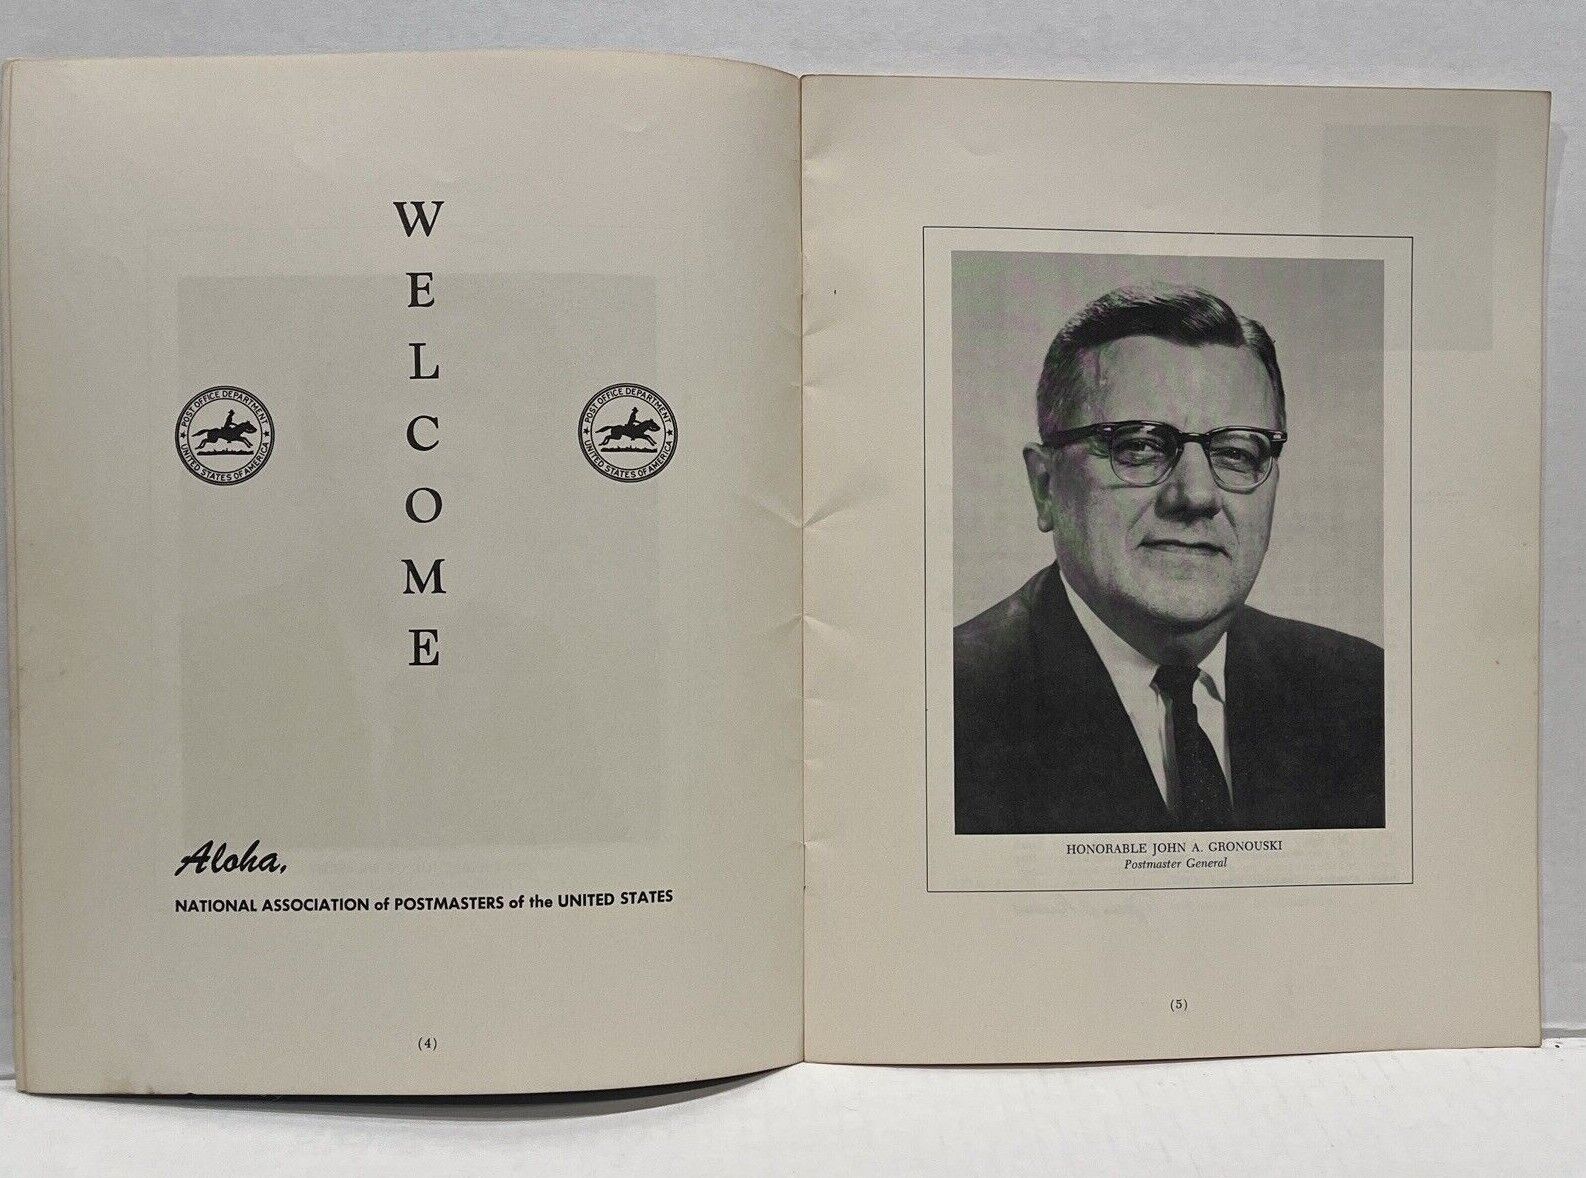 W
E
L
C
O
M
E
POST OFFICE DEPARTMENT
UNITED STATES OF AMERICA
POST OFFICE DEPARTMENT
UNITED STATES OF AMERICA
Aloha,
NATIONAL ASSOCIATION of POSTMASTERS of the UNITED STATES
(4)
HONORABLE JOHN A. GRONOUSKI
Postmaster General
(5)